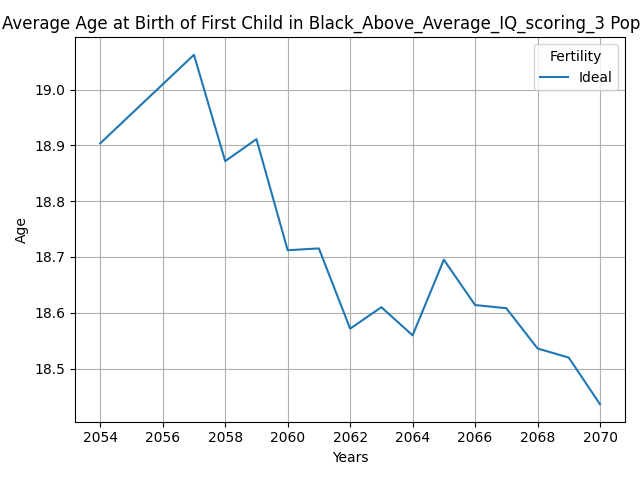 Average Age at Birth of First Child in Black_Above_Average_IQ_scoring_3 Pop
Fertility
Ideal
19.0
18.9
18.8
18.7
18.6
18.5
Age
2054 2056 2058 2060 2062 2064 2066 2068 2070
Years